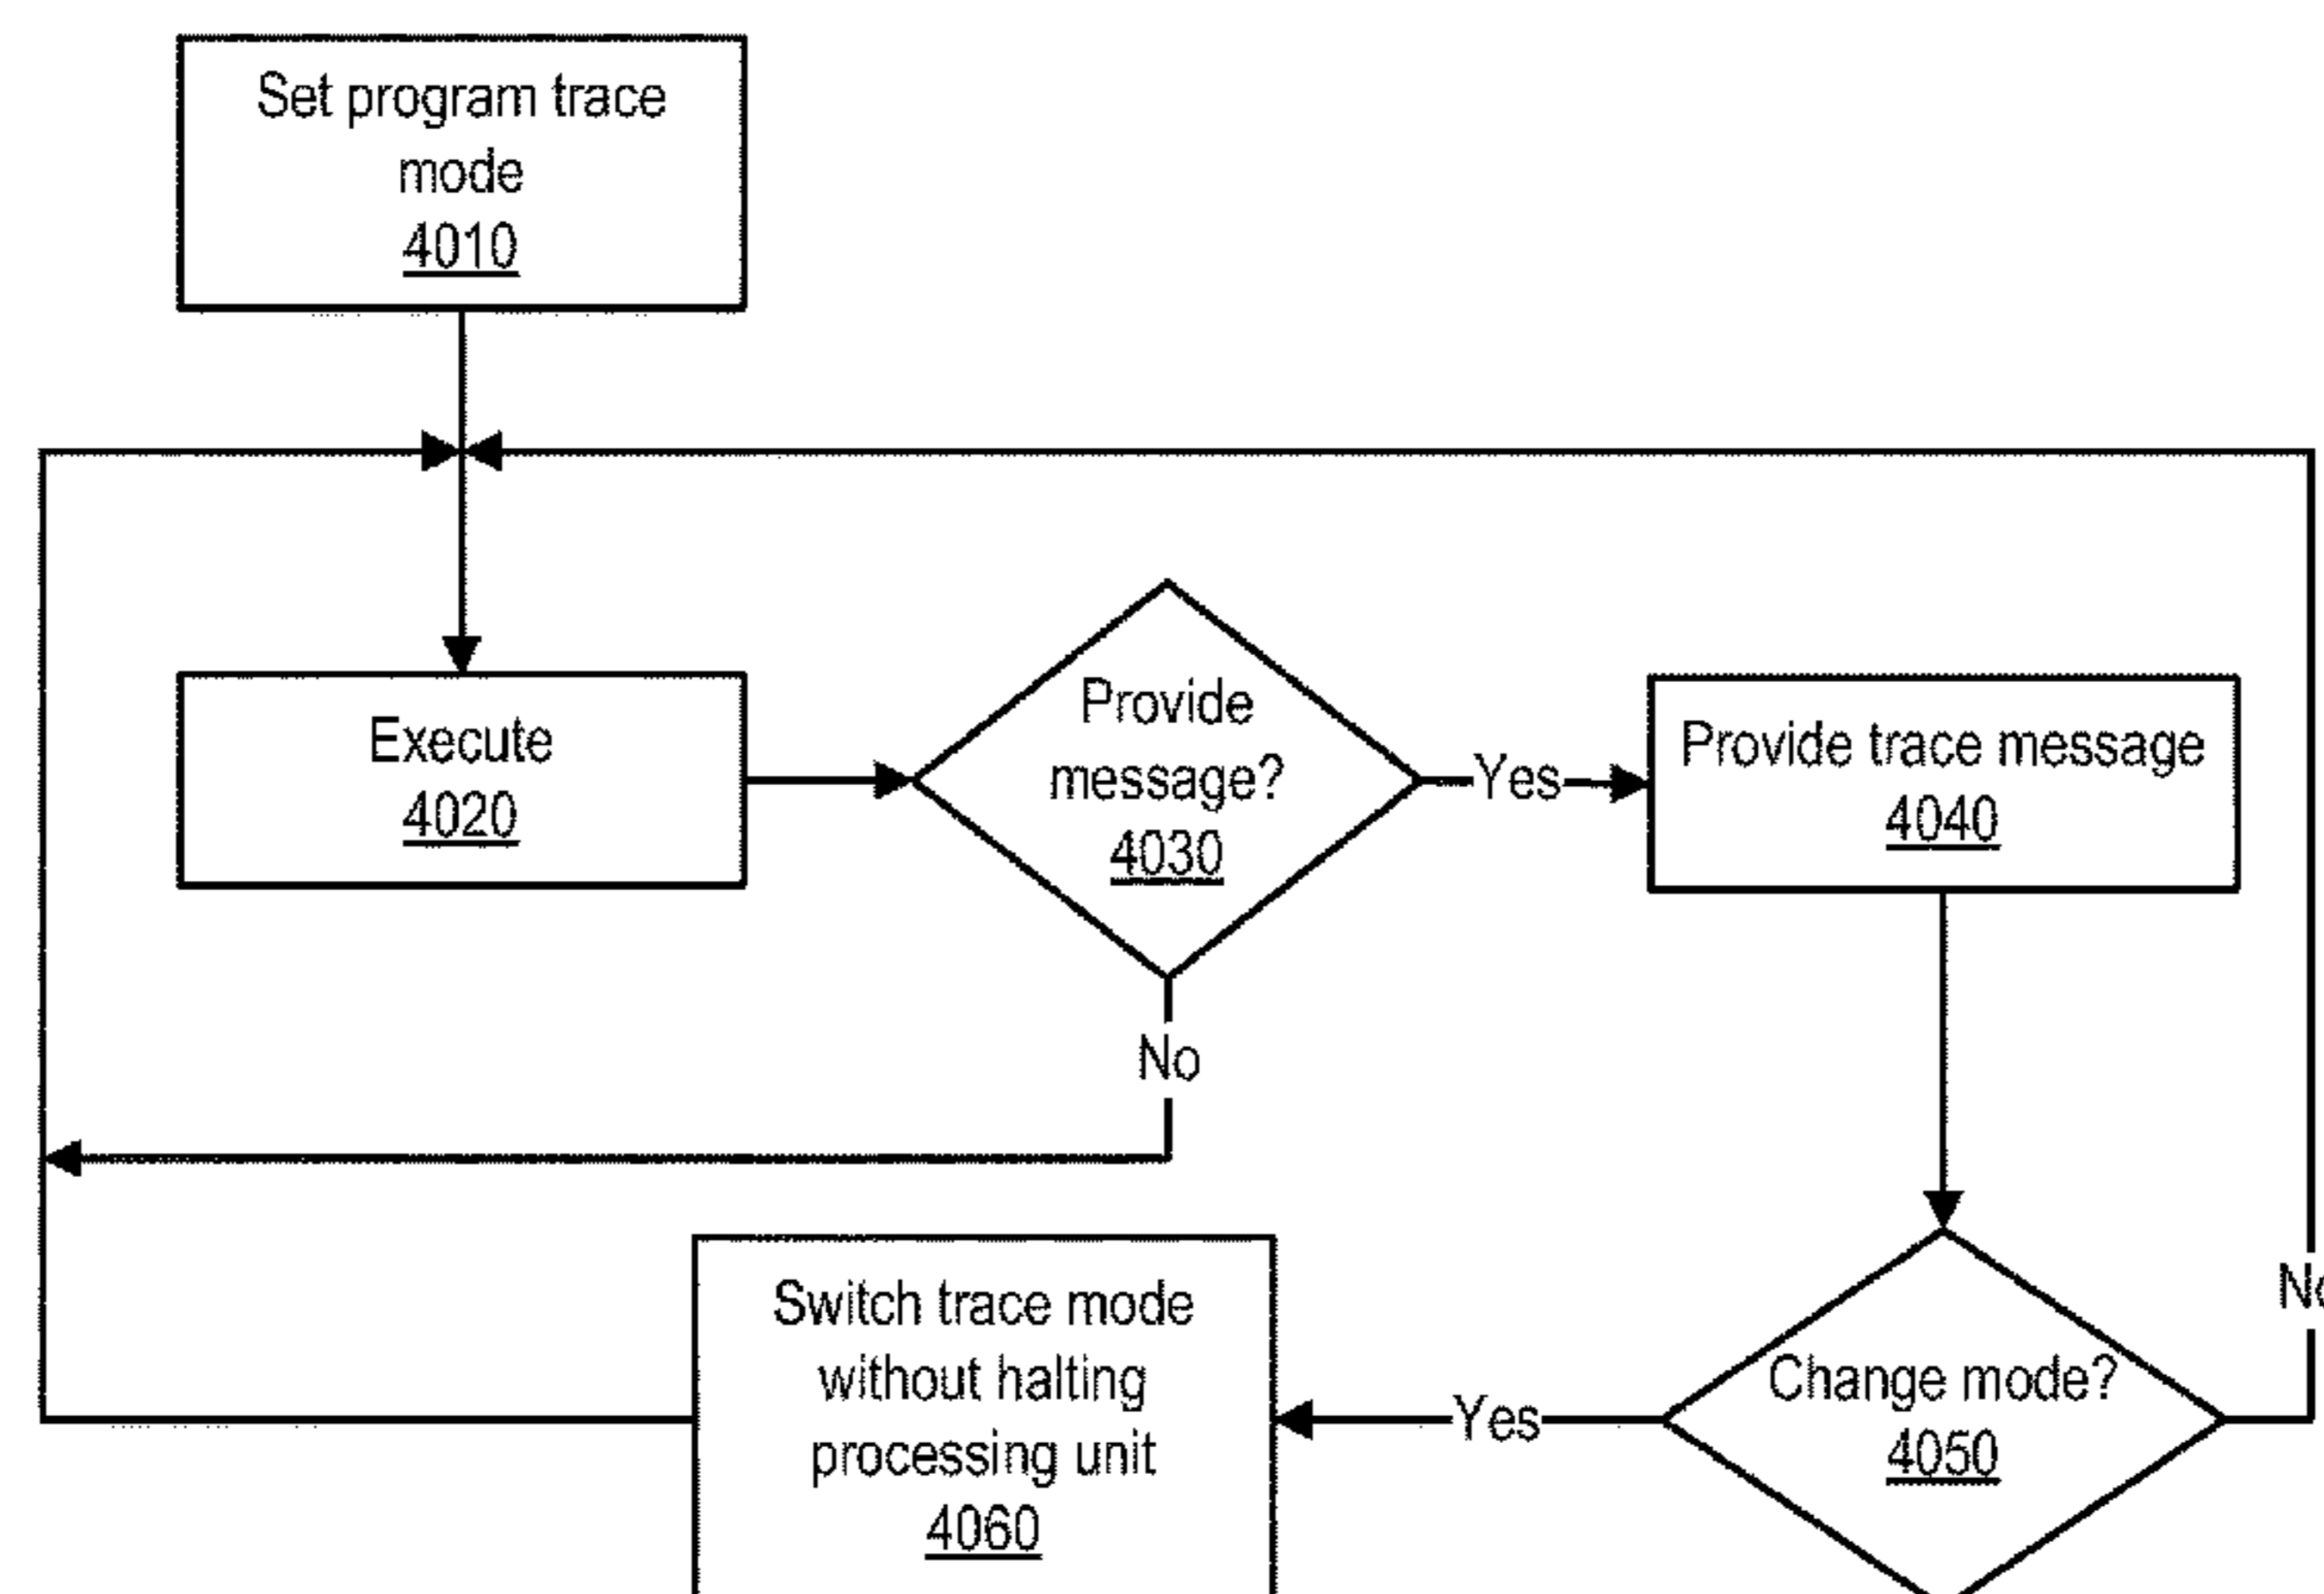 Set program trace
mode
4010
Execute
4020
Provide
message?
4030
Yes
Provide trace message
4040
No
Change mode?
4050
No
Yes
Switch trace mode
without halting
processing unit
4060